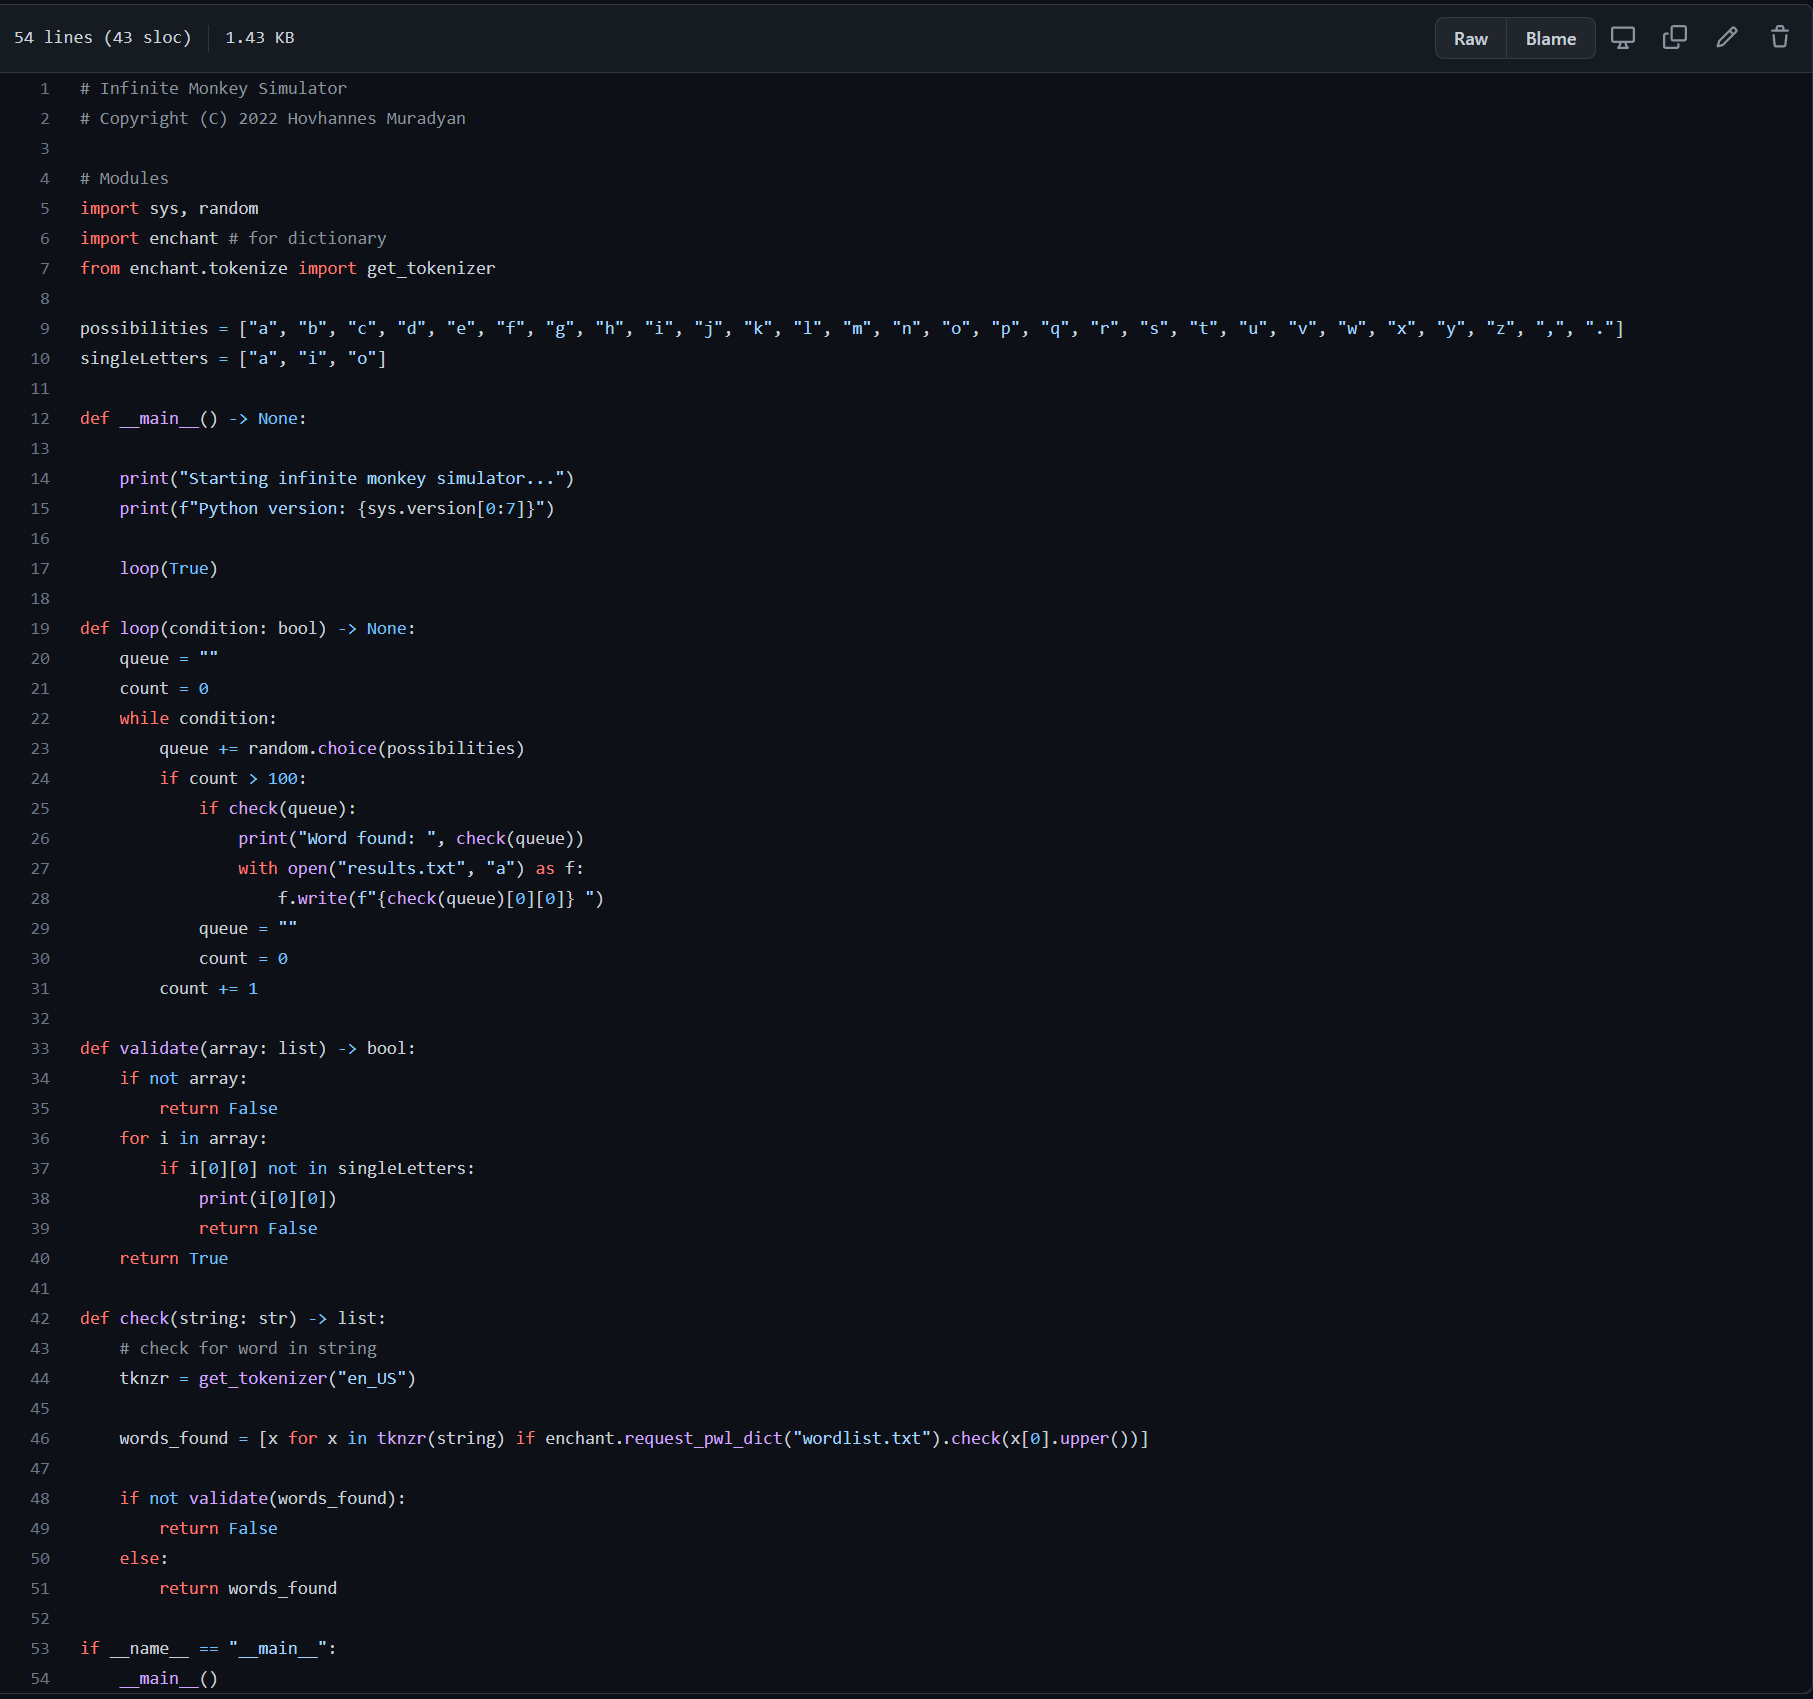 54 lines (43 sloc) 1.43 KB Raw Blame
1 # Infinite Monkey Simulator
2 # Copyright (C) 2022 Hovhannes Muradyan
3
4 # Modules
5 import sys, random
6 import enchant # for dictionary
7 from enchant.tokenize import get_tokenizer
8
9 possibilities = ["a", "b", "c", "d", "e", "f", "g", "h", "i", "j", "k", "l", "m", "n", "o", "p", "q", "r", "s", "t", "u", "v", "w", "x", "y", "z", ",", "."]
10 singleLetters = ["a", "i", "o"]
11
12 def __main__() -> None:
13
14     print("Starting infinite monkey simulator...")
15     print(f"Python version: {sys.version[0:7]}")
16
17     loop(True)
18
19 def loop(condition: bool) -> None:
20     queue = ""
21     count = 0
22     while condition:
23         queue += random.choice(possibilities)
24         if count > 100:
25             if check(queue):
26                 print("Word found: ", check(queue))
27                 with open("results.txt", "a") as f:
28                     f.write(f"{check(queue)[0][0]} ")
29             queue = ""
30             count = 0
31         count += 1
32
33 def validate(array: list) -> bool:
34     if not array:
35         return False
36     for i in array:
37         if i[0][0] not in singleLetters:
38             print(i[0][0])
39             return False
40     return True
41
42 def check(string: str) -> list:
43     # check for word in string
44     tknzr = get_tokenizer("en_US")
45
46     words_found = [x for x in tknzr(string) if enchant.request_pwl_dict("wordlist.txt").check(x[0].upper())]
47
48     if not validate(words_found):
49         return False
50     else:
51         return words_found
52
53 if __name__ == "__main__":
54     __main__()